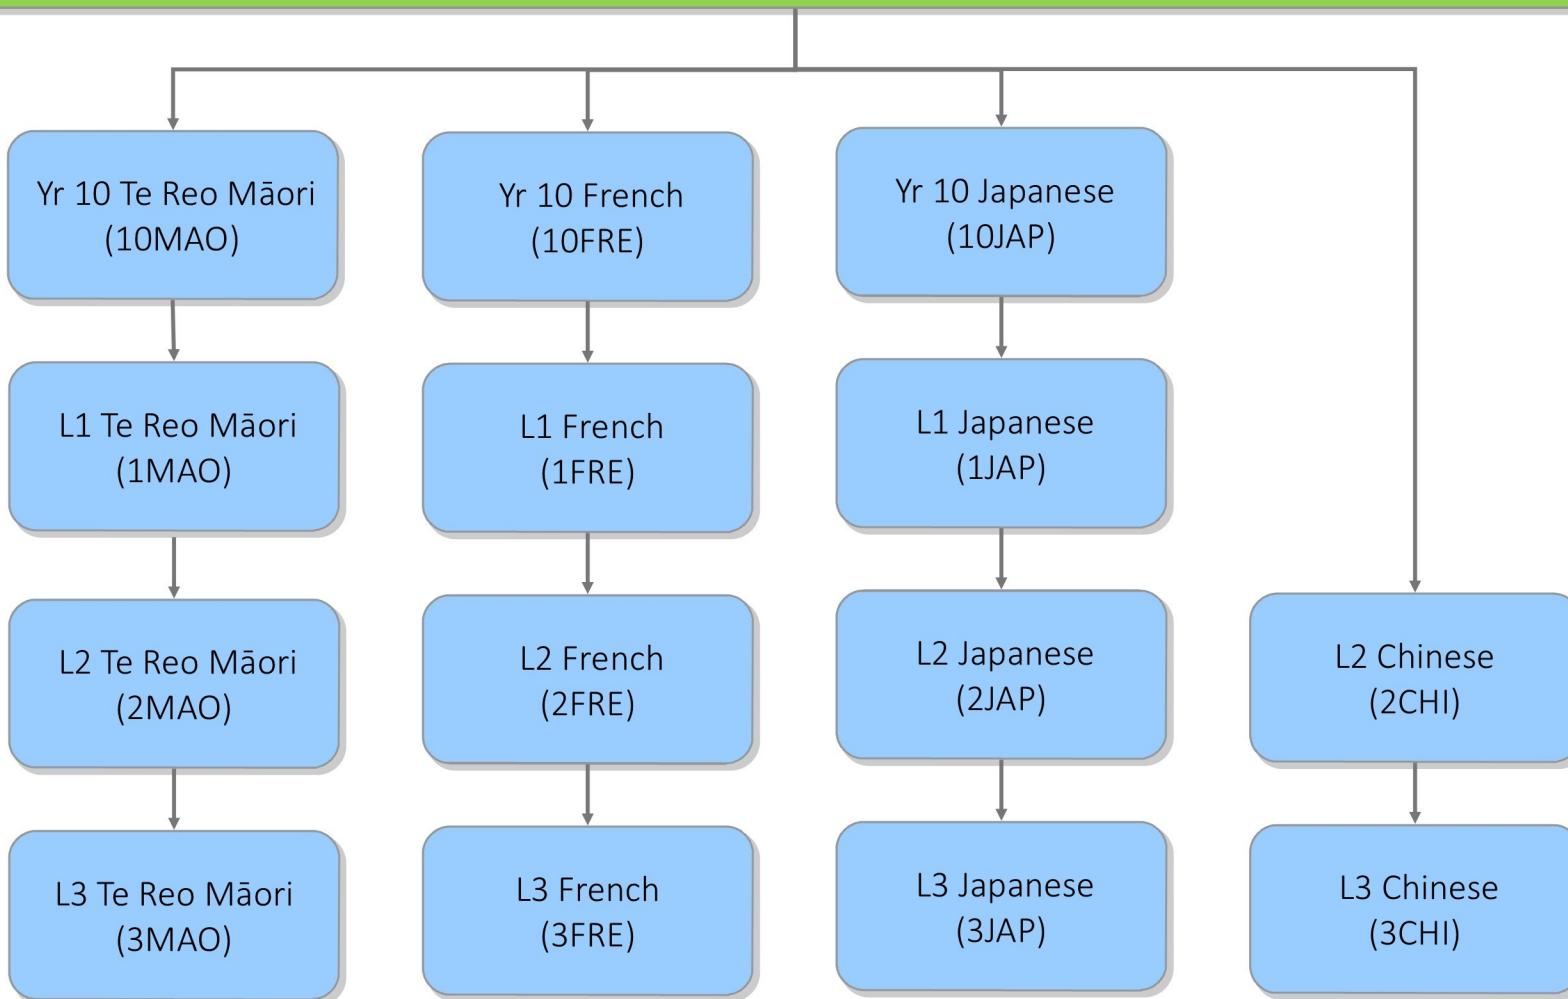 Yr 10 Te Reo Māori
(10MAO)
Yr 10 French
(10FRE)
Yr 10 Japanese
(10JAP)
L1 Te Reo Māori
(1MAO)
L1 French
(1FRE)
L1 Japanese
(1JAP)
L2 Te Reo Māori
(2MAO)
L2 French
(2FRE)
L2 Japanese
(2JAP)
L2 Chinese
(2CHI)
L3 Te Reo Māori
(3MAO)
L3 French
(3FRE)
L3 Japanese
(3JAP)
L3 Chinese
(3CHI)